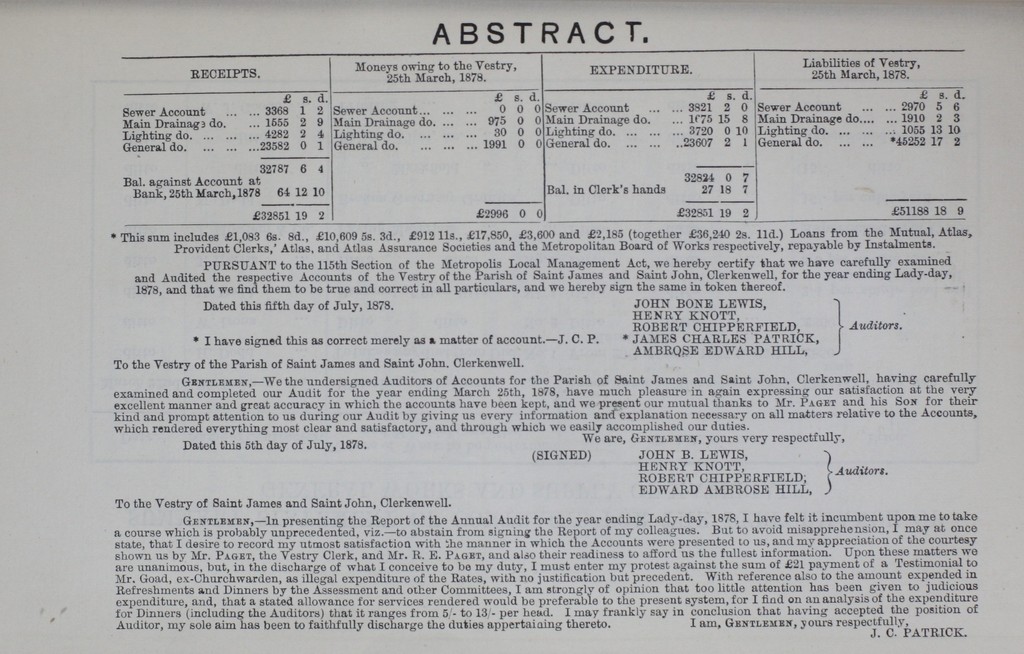 ABSTRACT.
RECEIPTS.
£ s. d.
Sewer Account ... ... 3368 1 2
Main Drainage do. ... 1555 2 9
Lighting do. ... ... ... 4282 2 4
General do. ... ... ...23582 0 1
32787 6 4
Bal. against Account at
Bank, 25th March, 1878 64 12 10
£32851 19 2
Moneys owing to the Vestry,
25th March, 1878.
£ s. d.
Sewer Account... ... ... 0 0 0
Main Drainage do. ... ... 975 0 0
Lighting do. ... ... ... 30 0 0
General do. ... ... ... 1991 0 0
£2996 0 0
EXPENDITURE.
£ s. d.
Sewer Account ... ... 3821 2 0
Main Drainage do. ... 1675 15 8
Lighting do. ... ... ... 3720 0 10
General do. ... ... ..23607 2 1
32824 0 7
Bal. in Clerk's hands 27 18 7
£32851 19 2
Liabilities of Vestry,
25th March, 1878.
£ s. d.
Sewer Account ... ... 2970 5 6
Main Drainage do.... ... 1910 2 3
Lighting do. ... ... ... 1055 13 10
General do. ... ... *45252 17 2
£51188 18 9
* This sum includes £1,083 6s. 8d., £10,609 5s. 3d., £912 11s., £17,850, £3,600 and £2,185 (together £36,240 2s. 11d.) Loans from the Mutual, Atlas,
Provident Clerks,' Atlas, and Atlas Assurance Societies and the Metropolitan Board of Works respectively, repayable by Instalments.
PURSUANT to the 115th Section of the Metropolis Local Management Act, we hereby certify that we have carefully examined
and Audited the respective Accounts of the Vestry of the Parish of Saint James and Saint John, Clerkenwell, for the year ending Lady-day,
1878, and that we find them to be true and correct in all particulars, and we hereby sign the same in token thereof.
Dated this fifth day of July, 1878.
JOHN BONE LEWIS,
HENRY KNOTT,
ROBERT CHIPPERFIELD,
* JAMES CHARLES PATRICK,
AMBROSE EDWARD HILL,
Auditors.
* I have signed this as correct merely as a matter of account.—J. C. P.
To the Vestry of the Parish of Saint James and Saint John. Clerkenwell.
GENTLEMEN,—We the undersigned Auditors of Accounts for the Parish of Saint James and Saint John, Clerkenwell, having carefully
examined and completed our Audit for the year ending March 25th, 1878, have much pleasure in again expressing our satisfaction at the very
excellent manner and great accuracy in which the accounts have been kept, and we present our mutual thanks to Mr. PAGET and his SON for their
kind and prompt attention to us during our Audit by giving us every information and explanation necessary on all matters relative to the Accounts,
which rendered everything most clear and satisfactory, and through which we easily accomplished our duties.
Dated this 5th day of July, 1878.
We are, GENTLEMEN, yours very respectfully,
(SIGNED)
JOHN B. LEWIS,
HENRY KNOTT,
ROBERT CHIPPERFIELD;
EDWARD AMBROSE HILL,
Auditors.
To the Vestry of Saint James and Saint John, Clerkenwell.
GENTLEMEN,—In presenting the Report of the Annual Audit for the year ending Lady-day, 1878, I have felt it incumbent upon me to take
a course which is probably unprecedented, viz.—to abstain from signing the Report of my colleagues. But to avoid misapprehension, I may at once
state, that I desire to record my utmost satisfaction with the manner in which the Accounts were presented to us, and my appreciation of the courtesy
shown us by Mr. PAGET, the Vestry Clerk, and Mr. R. E. PAGET, and also their readiness to afford us the fullest information. Upon these matters we
are unanimous, but, in the discharge of what I conceive to be my duty, I must enter my protest against the sum of £21 payment of a Testimonial to
Mr. Goad, ex-Churchwarden, as illegal expenditure of the Rates, with no justification but precedent. With reference also to the amount expended in
Refreshments and Dinners by the Assessment and other Committees, I am strongly of opinion that too little attention has been given to judicious
expenditure, and, that a stated allowance for services rendered would be preferable to the present system, for I find on an analysis of the expenditure
for Dinners (including the Auditors) that it ranges from 5/- to 13/- per head. I may frankly say in conclusion that having accepted the position of
Auditor, my sole aim has been to faithfully discharge the duties appertaining thereto. I am, GENTLEMEN, yours respectfully,
J. C. PATRICK.